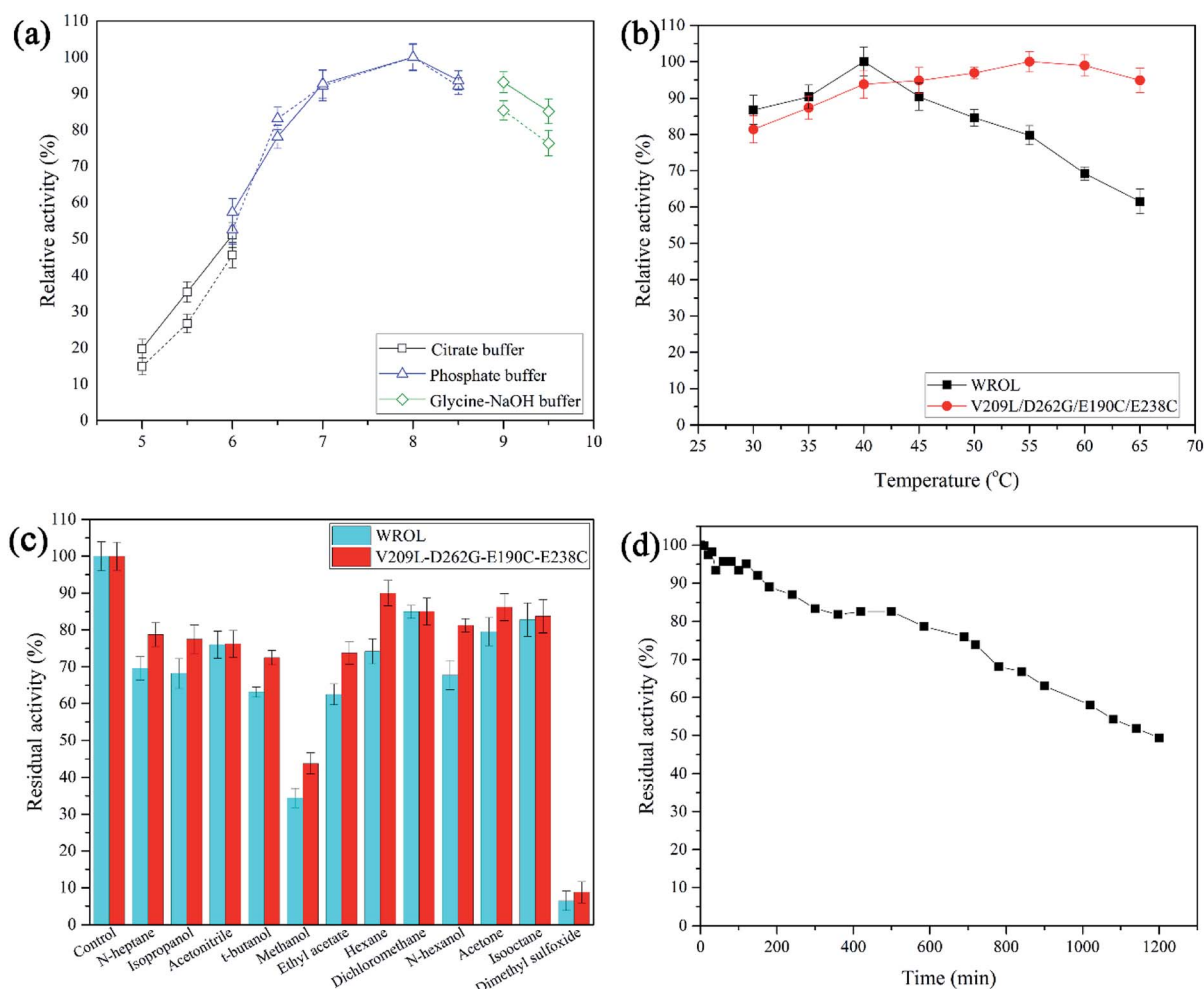 (a)
110
100
90
80
70
60
50
40
30
20
10
0
Relative activity (%)
Citrate buffer
Phosphate buffer
Glycine-NaOH buffer
5
6
7
8
9
10
(b)
110
100
90
80
70
60
50
40
30
20
10
0
Relative activity (%)
WROL
V209L/D262G/E190C/E238C
25
30
35
40
45
50
55
60
65
70
Temperature (°C)
(c)
110
100
90
80
70
60
50
40
30
20
10
0
Residual activity (%)
WROL
V209L-D262G-E190C-E238C
Control
N-heptane
Isopropanol
Acetonitrile
t-butanol
Methanol
Ethyl acetate
Hexane
Dichloromethane
N-hexanol
Acetone
Isooctane
Dimethyl sulfoxide
(d)
100
90
80
70
60
50
40
30
20
10
0
Residual activity (%)
0
200
400
600
800
1000
1200
Time (min)